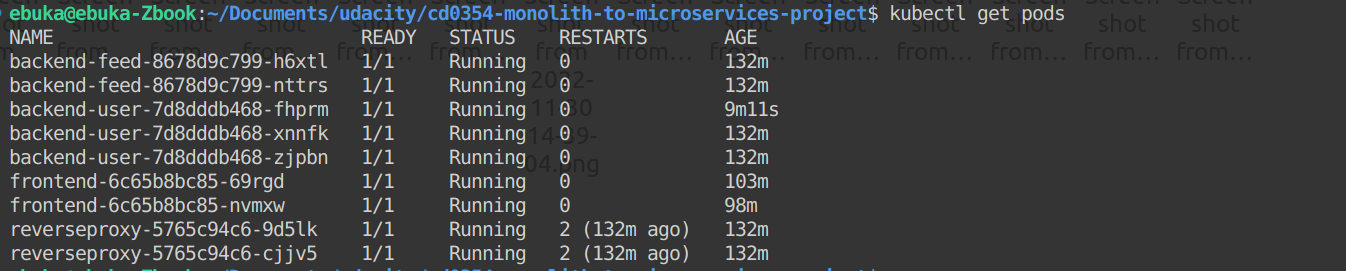 ebuka@ebuka-Zbook:~/Documents/udacity/cd0354-monolith-to-microservices-project$ kubectl get pods
NAME READY STATUS RESTARTS AGE
backend-feed-8678d9c799-h6xtl 1/1 Running 0 132m
backend-feed-8678d9c799-nttrs 1/1 Running 0 132m
backend-user-7d8dddb468-fhprm 1/1 Running 0 9m11s
backend-user-7d8dddb468-xnnfk 1/1 Running 0 132m
backend-user-7d8dddb468-zjpbn 1/1 Running 0 132m
frontend-6c65b8bc85-69rgd 1/1 Running 0 103m
frontend-6c65b8bc85-nvmxw 1/1 Running 0 98m
reverseproxy-5765c94c6-9d5lk 1/1 Running 2 (132m ago) 132m
reverseproxy-5765c94c6-cjjv5 1/1 Running 2 (132m ago) 132m